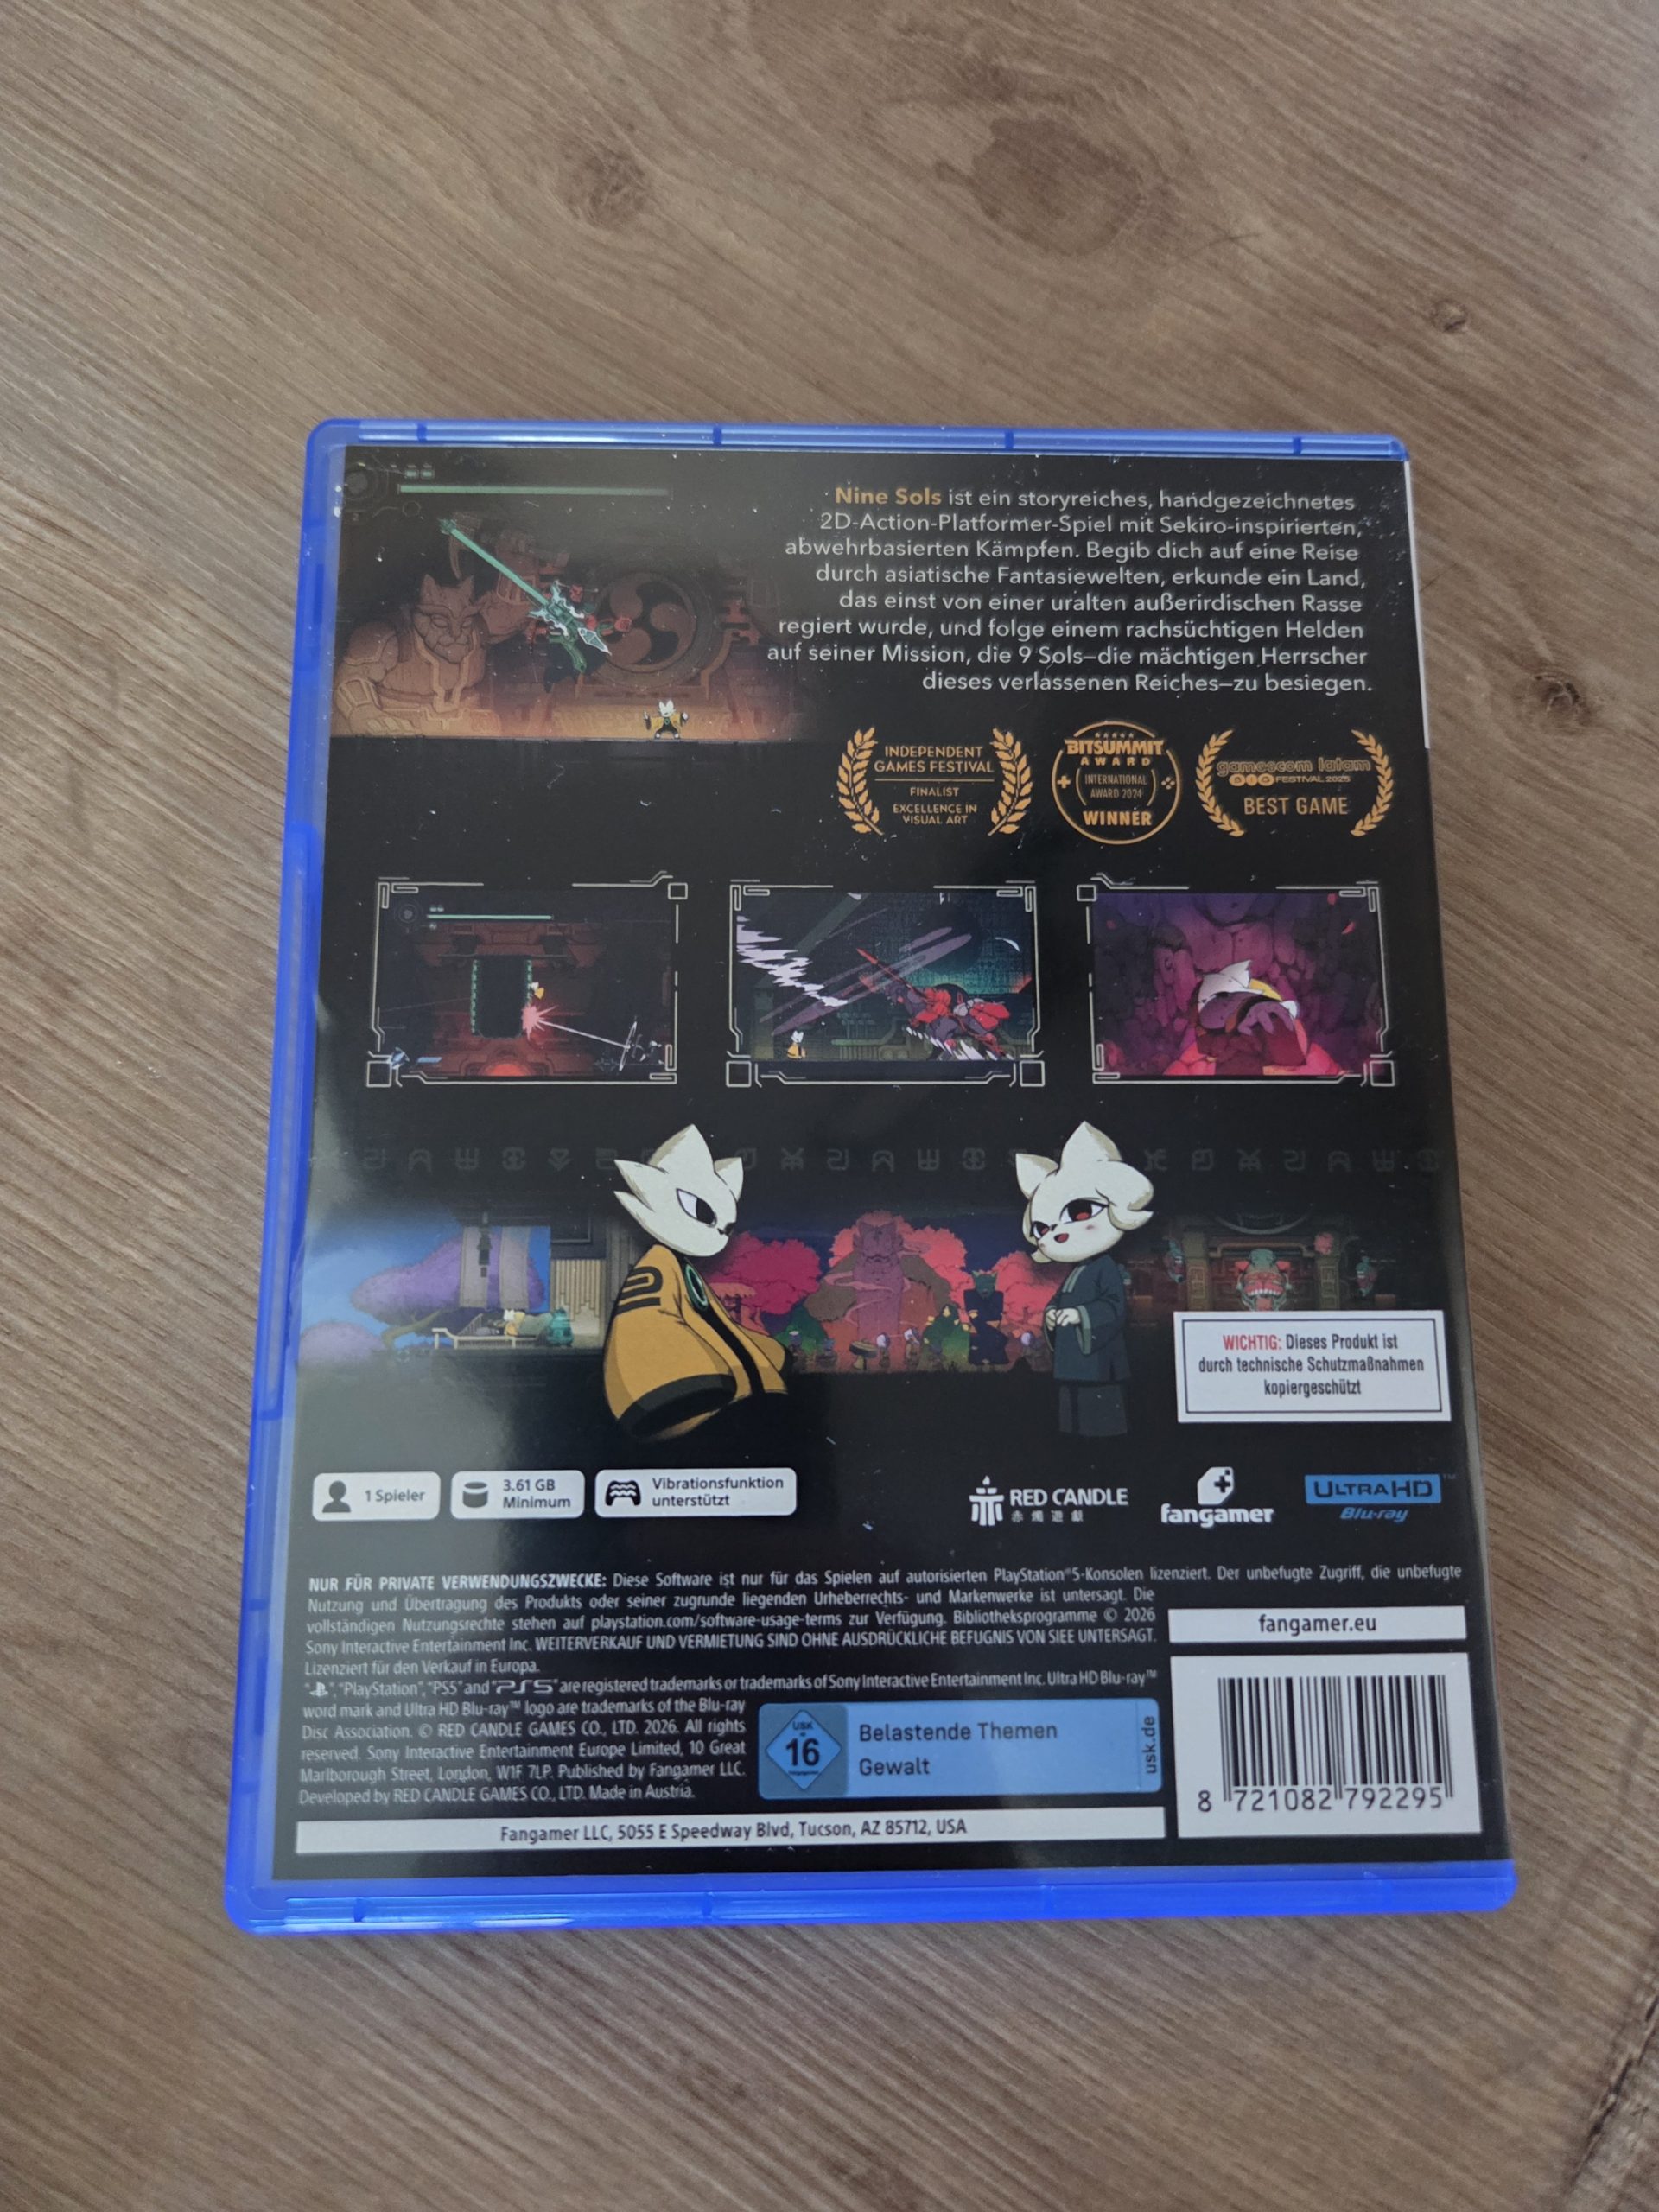 Nine Sols ist ein storyreiches, handgezeichnetes
2D-Action-Platformer-Spiel mit Sekiro-inspirierten,
abwehrbasierten Kämpfen. Begib dich auf eine Reise
durch asiatische Fantasiewelten, erkunde ein Land,
das einst von einer uralten außerirdischen Rasse
regiert wurde, und folge einem rachsüchtigen Helden
auf seiner Mission, die 9 Sols—die mächtigen Herrscher
dieses verlassenen Reiches—zu besiegen.
INDEPENDENT
GAMES FESTIVAL
FINALIST
EXCELLENCE IN
VISUAL ART
BITSUMMIT
AWARD
INTERNATIONAL
AWARD 2024
WINNER
gamescom latam
BIG FESTIVAL 2025
BEST GAME
WICHTIG: Dieses Produkt ist
durch technische Schutzmaßnahmen
kopiergeschützt
1 Spieler
3.61 GB
Minimum
Vibrationsfunktion
unterstützt
RED CANDLE
赤燭遊戲
fangamer
ULTRA HD™
Blu-ray
NUR FÜR PRIVATE VERWENDUNGSZWECKE: Diese Software ist nur für das Spielen auf autorisierten PlayStation®5-Konsolen lizenziert. Der unbefugte Zugriff, die unbefugte
Nutzung und Übertragung des Produkts oder seiner zugrunde liegenden Urheberrechts- und Markenwerke ist untersagt. Die
vollständigen Nutzungsrechte stehen auf playstation.com/software-usage-terms zur Verfügung. Bibliotheksprogramme © 2026
Sony Interactive Entertainment Inc. WEITERVERKAUF UND VERMIETUNG SIND OHNE AUSDRÜCKLICHE BEFUGNIS VON SIEE UNTERSAGT.
Lizenziert für den Verkauf in Europa.
" ", "PlayStation", "PS5" and "PS5" are registered trademarks or trademarks of Sony Interactive Entertainment Inc. Ultra HD Blu-ray™
word mark and Ultra HD Blu-ray™ logo are trademarks of the Blu-ray
Disc Association. © RED CANDLE GAMES CO., LTD. 2026. All rights
reserved. Sony Interactive Entertainment Europe Limited, 10 Great
Marlborough Street, London, W1F 7LP. Published by Fangamer LLC.
Developed by RED CANDLE GAMES CO., LTD. Made in Austria.
USK
16
Belastende Themen
Gewalt
usk.de
fangamer.eu
8 721082 792295
Fangamer LLC, 5055 E Speedway Blvd, Tucson, AZ 85712, USA